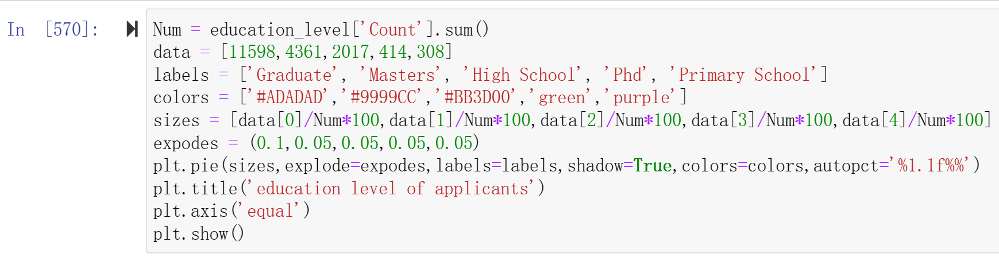 In [570]:
Num = education_level['Count'].sum()
data = [11598,4361,2017,414,308]
labels = ['Graduate', 'Masters', 'High School', 'Phd', 'Primary School']
colors = ['#ADADAD','#9999CC','#BB3D00','green','purple']
sizes = [data[0]/Num*100,data[1]/Num*100,data[2]/Num*100,data[3]/Num*100,data[4]/Num*100]
expodes = (0.1,0.05,0.05,0.05,0.05)
plt.pie(sizes,explode=expodes,labels=labels,shadow=True,colors=colors,autopct='%1.1f%%')
plt.title('education level of applicants')
plt.axis('equal')
plt.show()